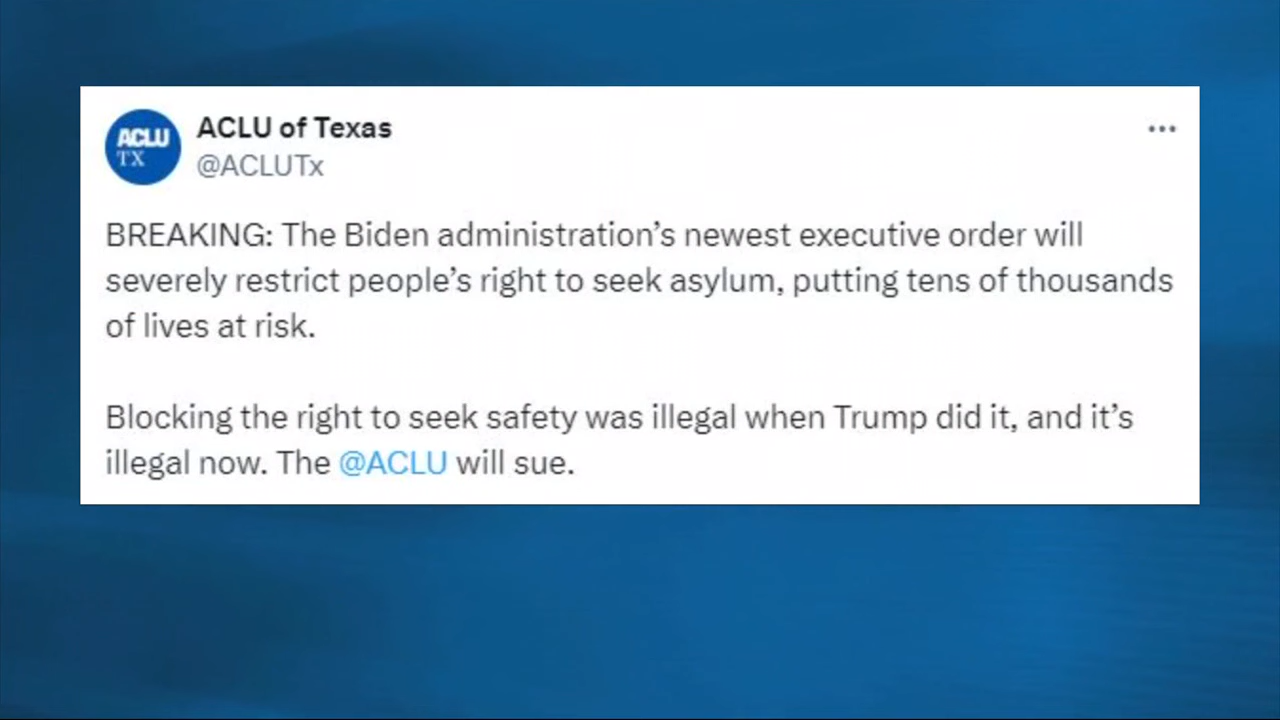 ACLU
TX
ACLU of Texas
@ACLUTx
BREAKING: The Biden administration’s newest executive order will
severely restrict people’s right to seek asylum, putting tens of thousands
of lives at risk.
Blocking the right to seek safety was illegal when Trump did it, and it’s
illegal now. The @ACLU will sue.